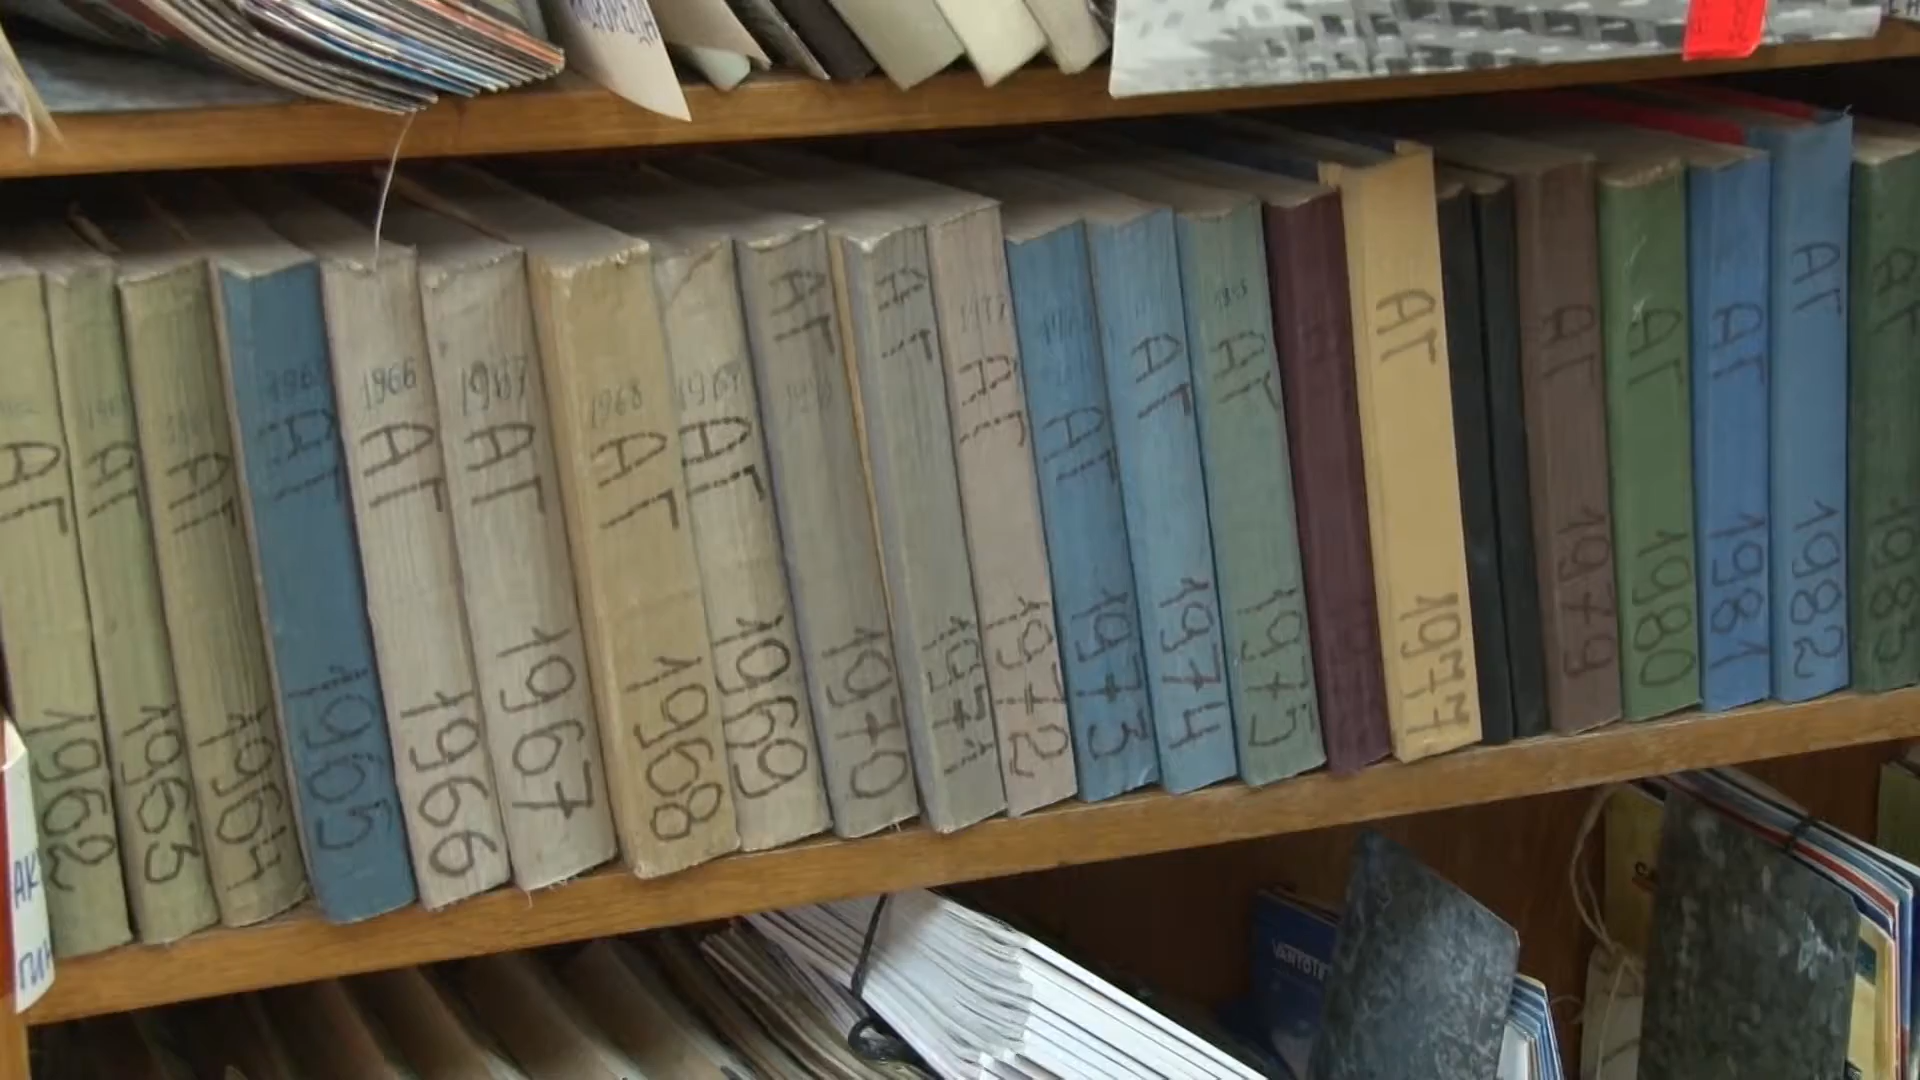 АГ 1962
АГ 1963
АГ 1964
1965 АГ 1965
1966 АГ 1966
1967 АГ 1967
1968 АГ 1968
1969 АГ 1969
АГ 1970
АГ 1971
1972 АГ 1972
АГ 1973
АГ 1974
АГ 1975
АГ 1977
АГ 1979
АГ 1980
АГ 1981
АГ 1982
АГ 1983